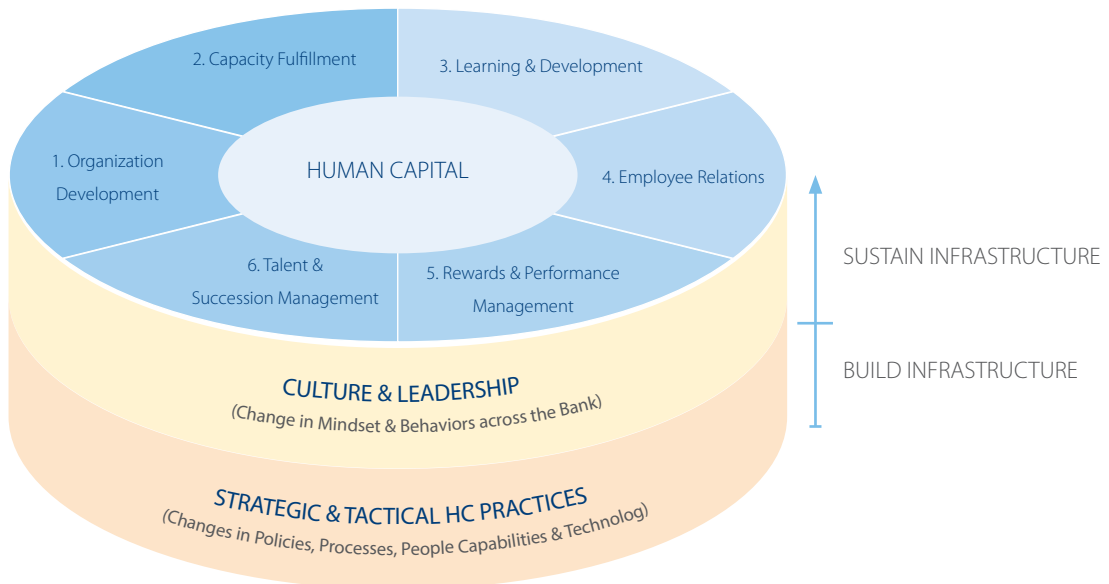 2. Capacity Fulfillment
3. Learning & Development
1. Organization
Development
HUMAN CAPITAL
4. Employee Relations
6. Talent &
Succession Management
5. Rewards & Performance
Management
SUSTAIN INFRASTRUCTURE
BUILD INFRASTRUCTURE
CULTURE & LEADERSHIP
(Change in Mindset & Behaviors across the Bank)
STRATEGIC & TACTICAL HC PRACTICES
(Changes in Policies, Processes, People Capabilities & Technolog)